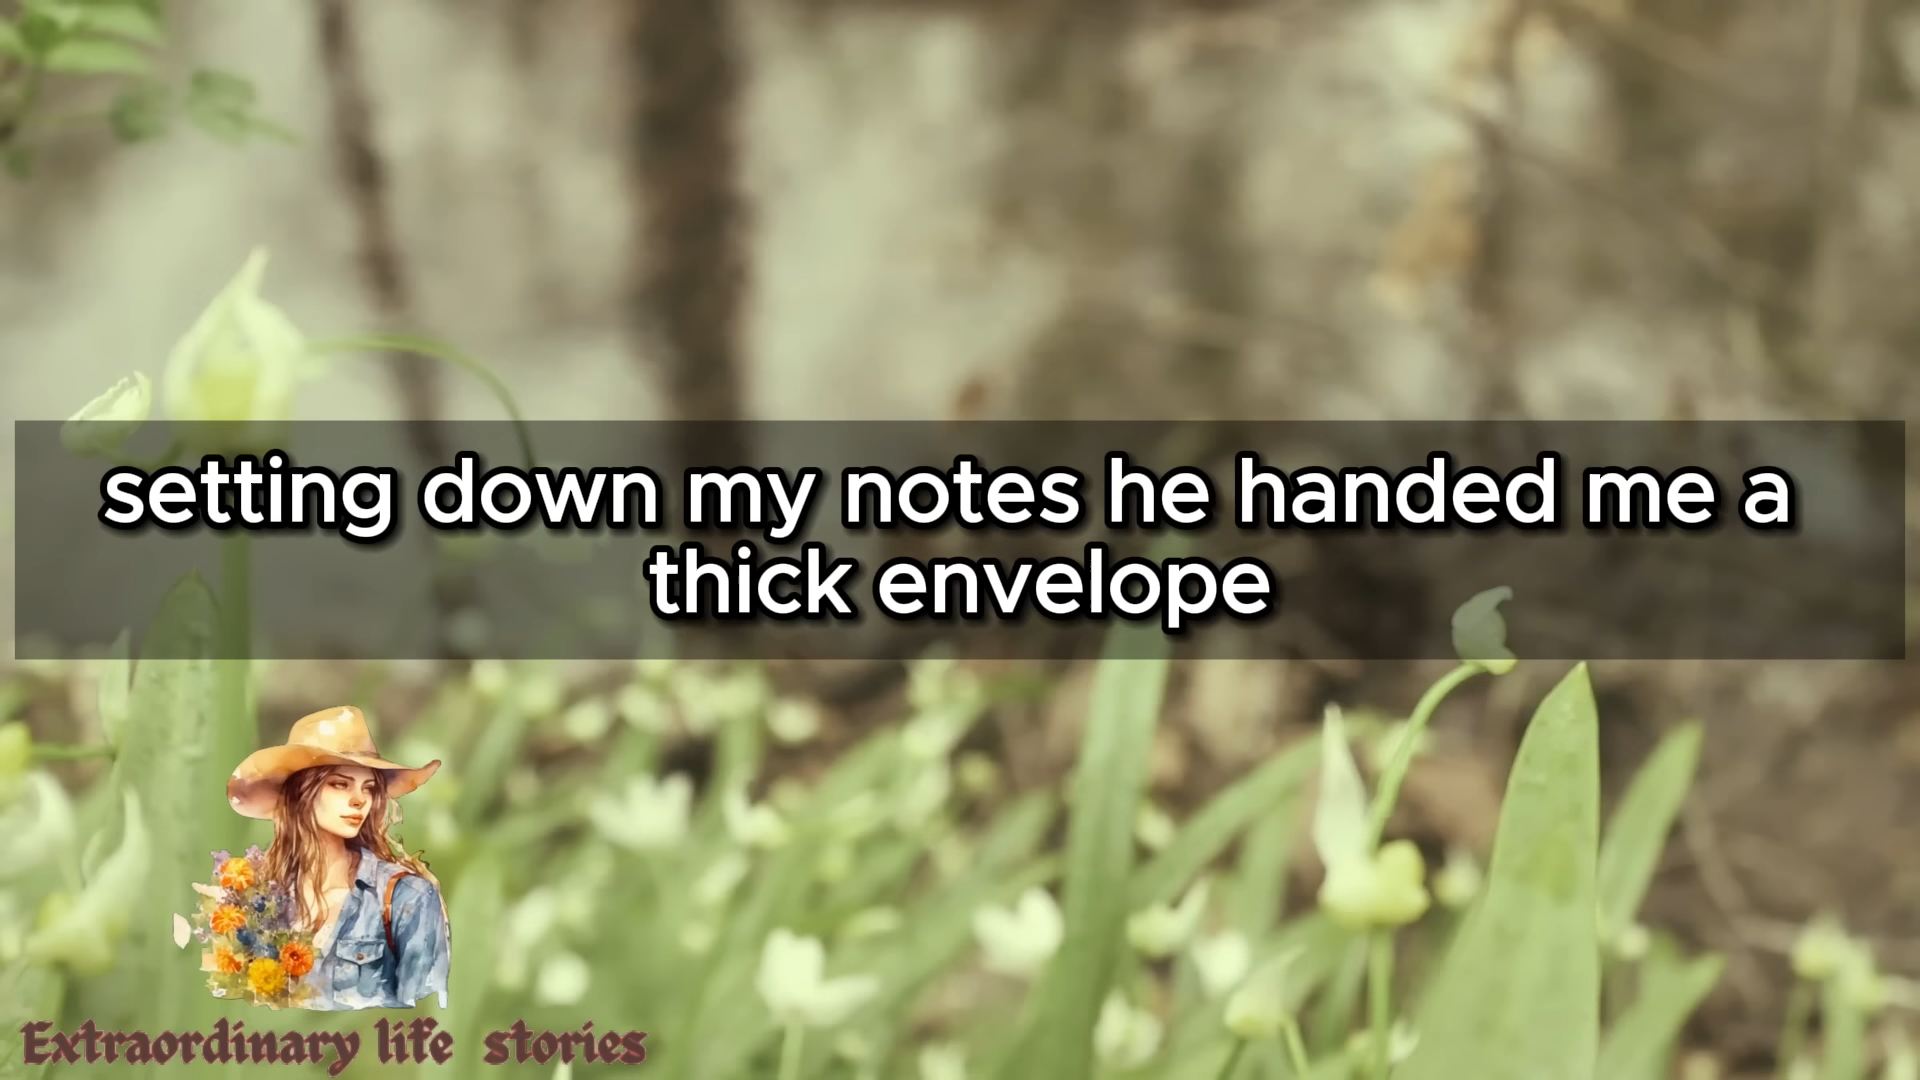 setting down my notes he handed me a
thick envelope
Extraordinary life stories